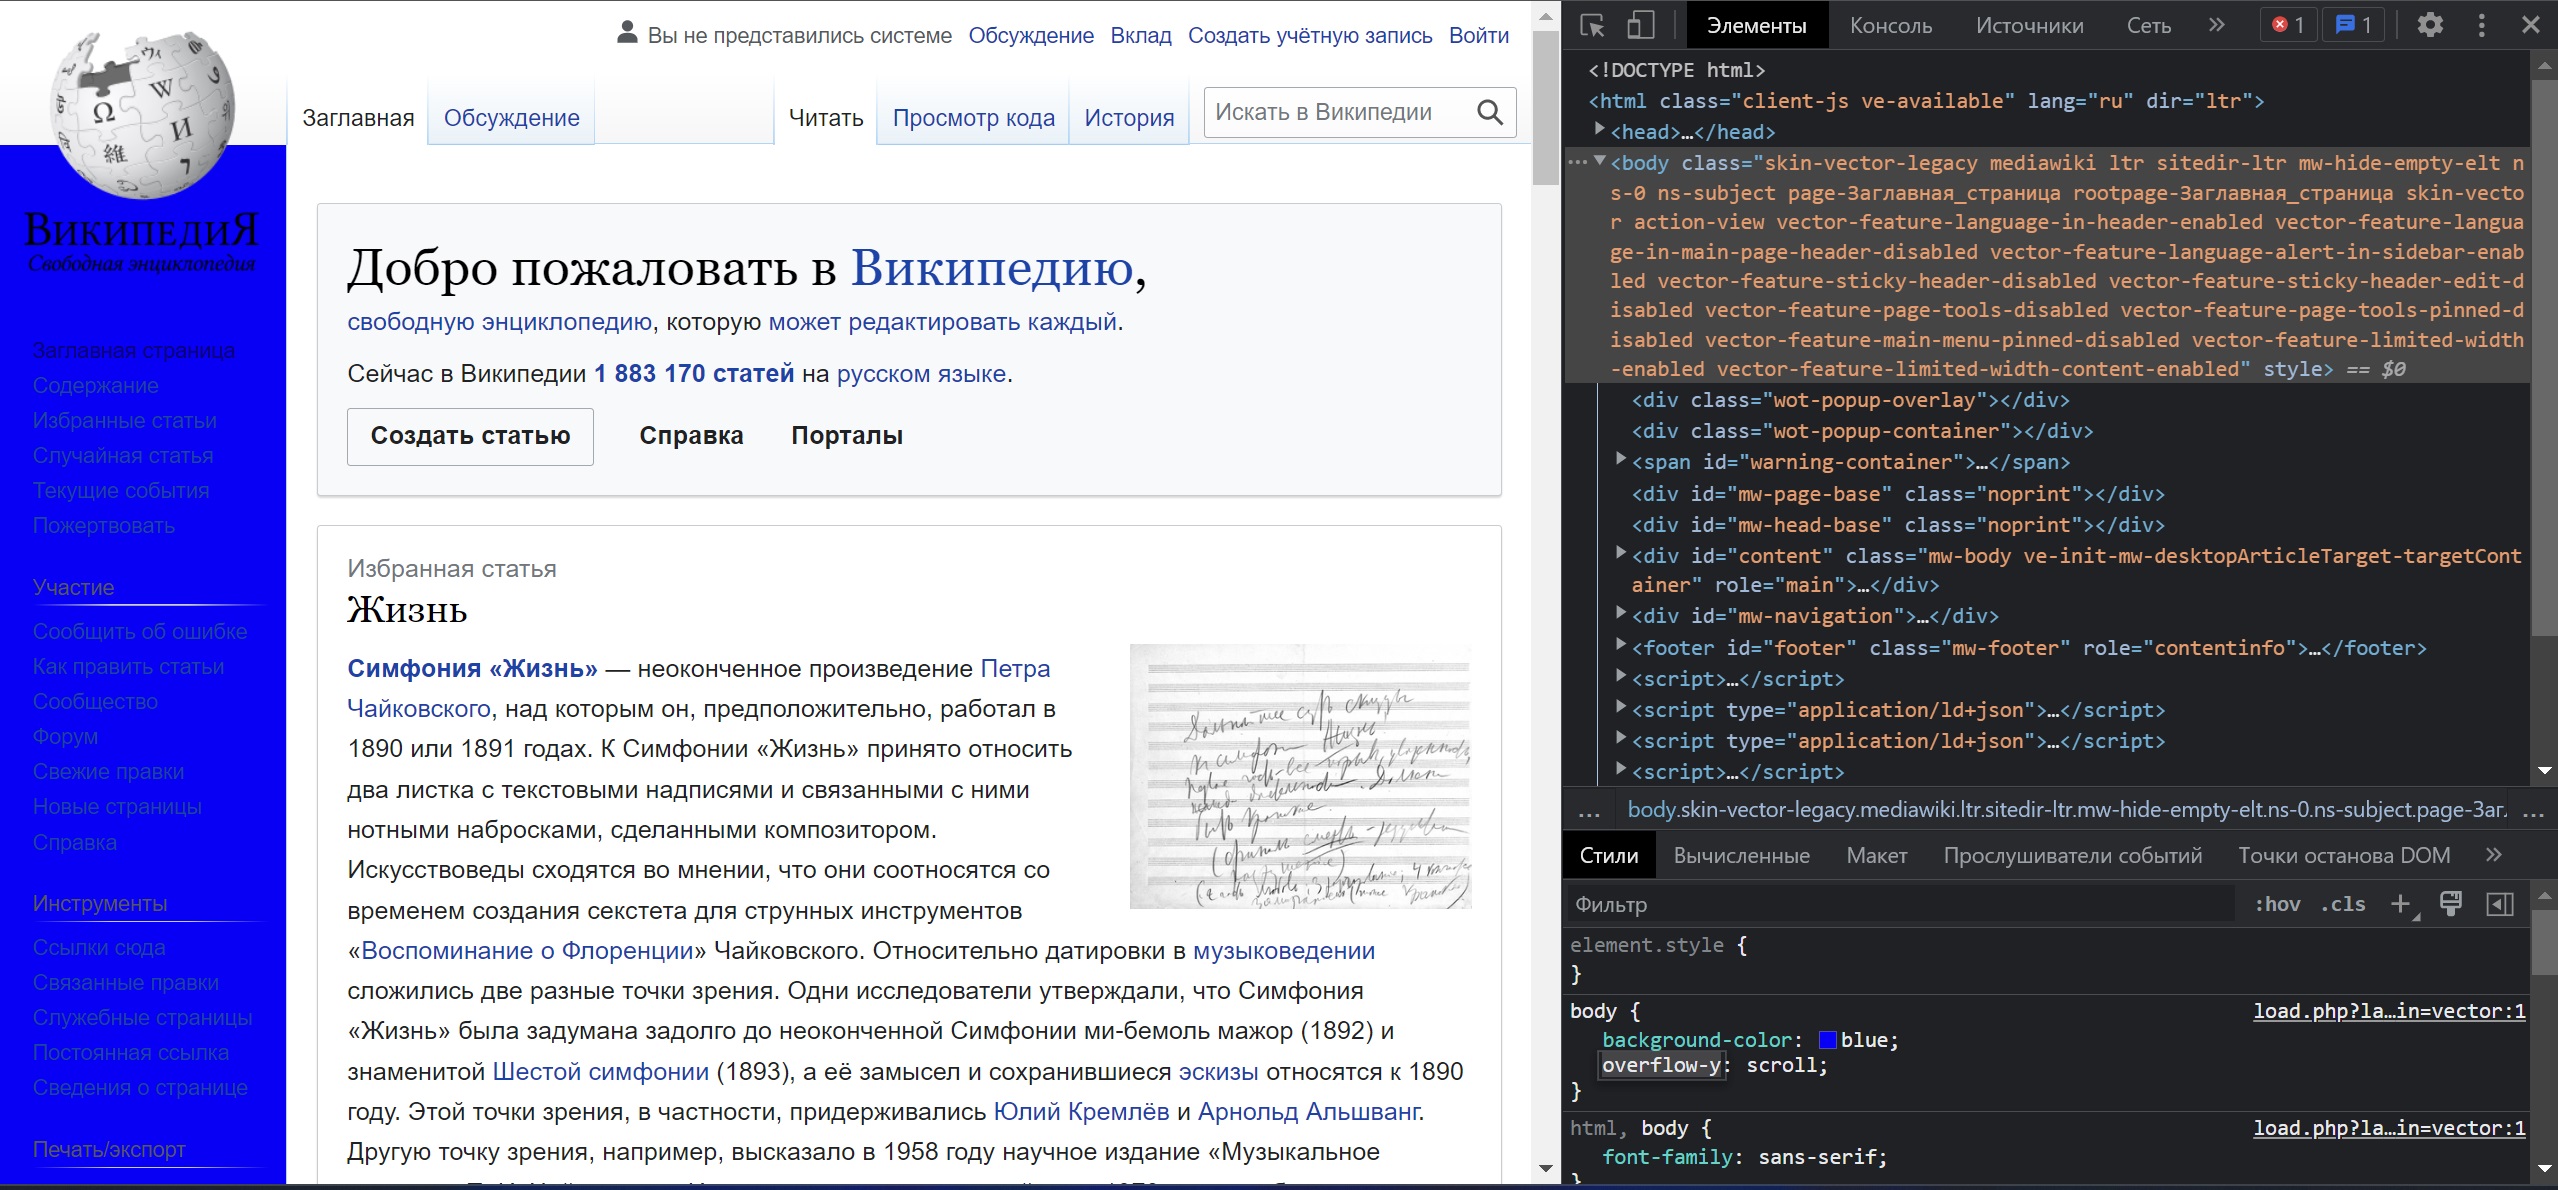 Вы не представились системе Обсуждение Вклад Создать учётную запись Войти
Заглавная Обсуждение Читать Просмотр кода История Искать в Википедии
ВикипедиЯ
Свободная энциклопедия
Заглавная страница
Содержание
Избранные статьи
Случайная статья
Текущие события
Пожертвовать
Участие
Сообщить об ошибке
Как править статьи
Сообщество
Форум
Свежие правки
Новые страницы
Справка
Инструменты
Ссылки сюда
Связанные правки
Служебные страницы
Постоянная ссылка
Сведения о странице
Печать/экспорт
Добро пожаловать в Википедию,
свободную энциклопедию, которую может редактировать каждый.
Сейчас в Википедии 1 883 170 статей на русском языке.
Создать статью Справка Порталы
Избранная статья
Жизнь
Симфония «Жизнь» — неоконченное произведение Петра
Чайковского, над которым он, предположительно, работал в
1890 или 1891 годах. К Симфонии «Жизнь» принято относить
два листка с текстовыми надписями и связанными с ними
нотными набросками, сделанными композитором.
Искусствоведы сходятся во мнении, что они соотносятся со
временем создания секстета для струнных инструментов
«Воспоминание о Флоренции» Чайковского. Относительно датировки в музыковедении
сложились две разные точки зрения. Одни исследователи утверждали, что Симфония
«Жизнь» была задумана задолго до неоконченной Симфонии ми-бемоль мажор (1892) и
знаменитой Шестой симфонии (1893), а её замысел и сохранившиеся эскизы относятся к 1890
году. Этой точки зрения, в частности, придерживались Юлий Кремлёв и Арнольд Альшванг.
Другую точку зрения, например, высказало в 1958 году научное издание «Музыкальное
Элементы Консоль Источники Сеть » 1 1
<!DOCTYPE html>
<html class="client-js ve-available" lang="ru" dir="ltr">
<head>…</head>
<body class="skin-vector-legacy mediawiki ltr sitedir-ltr mw-hide-empty-elt n
s-0 ns-subject page-Заглавная_страница rootpage-Заглавная_страница skin-vecto
r action-view vector-feature-language-in-header-enabled vector-feature-langua
ge-in-main-page-header-disabled vector-feature-language-alert-in-sidebar-enab
led vector-feature-sticky-header-disabled vector-feature-sticky-header-edit-d
isabled vector-feature-page-tools-disabled vector-feature-page-tools-pinned-d
isabled vector-feature-main-menu-pinned-disabled vector-feature-limited-width
-enabled vector-feature-limited-width-content-enabled" style> == $0
<div class="wot-popup-overlay"></div>
<div class="wot-popup-container"></div>
<span id="warning-container">…</span>
<div id="mw-page-base" class="noprint"></div>
<div id="mw-head-base" class="noprint"></div>
<div id="content" class="mw-body ve-init-mw-desktopArticleTarget-targetCont
ainer" role="main">…</div>
<div id="mw-navigation">…</div>
<footer id="footer" class="mw-footer" role="contentinfo">…</footer>
<script>…</script>
<script type="application/ld+json">…</script>
<script type="application/ld+json">…</script>
<script>…</script>
... body.skin-vector-legacy.mediawiki.ltr.sitedir-ltr.mw-hide-empty-elt.ns-0.ns-subject.page-Заг. ...
Стили Вычисленные Макет Прослушиватели событий Точки останова DOM »
Фильтр :hov .cls
element.style {
}
body { load.php?la…in=vector:1
background-color: blue;
overflow-y: scroll;
}
html, body { load.php?la…in=vector:1
font-family: sans-serif;
}